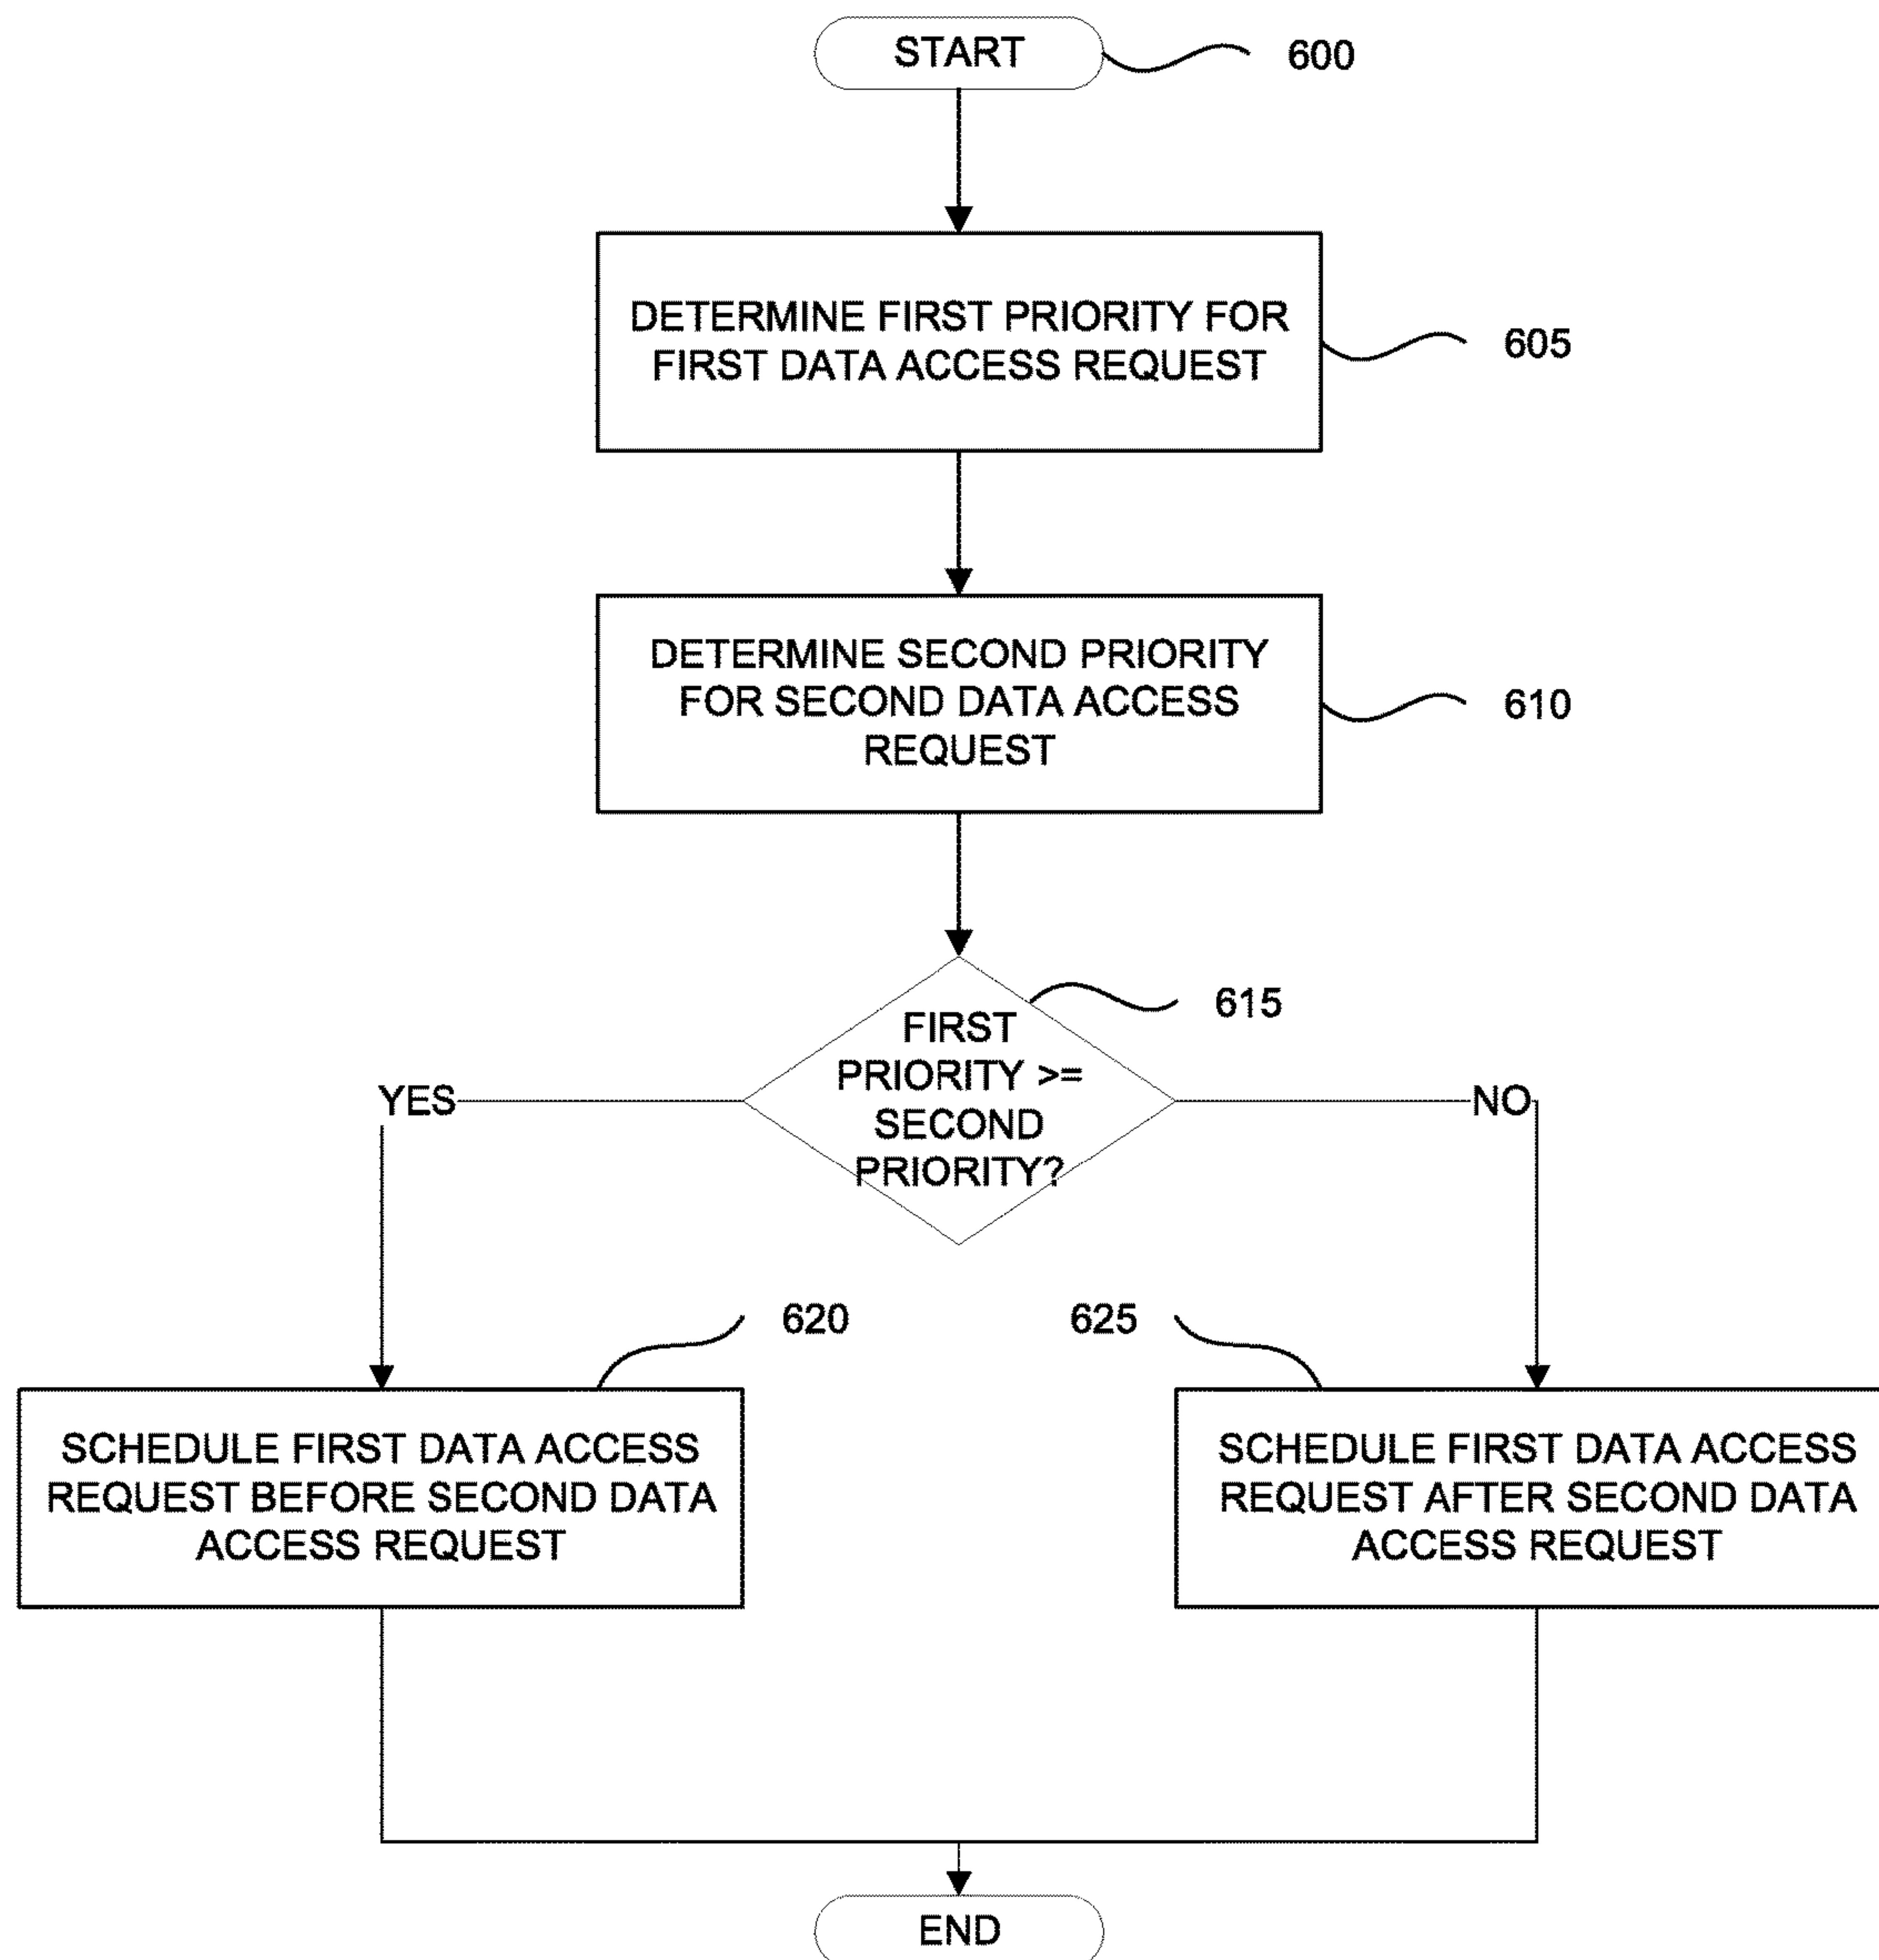 START
600
DETERMINE FIRST PRIORITY FOR
FIRST DATA ACCESS REQUEST
605
DETERMINE SECOND PRIORITY
FOR SECOND DATA ACCESS
REQUEST
610
615
FIRST
PRIORITY >=
SECOND
PRIORITY?
YES
NO
620
625
SCHEDULE FIRST DATA ACCESS
REQUEST BEFORE SECOND DATA
ACCESS REQUEST
SCHEDULE FIRST DATA ACCESS
REQUEST AFTER SECOND DATA
ACCESS REQUEST
END